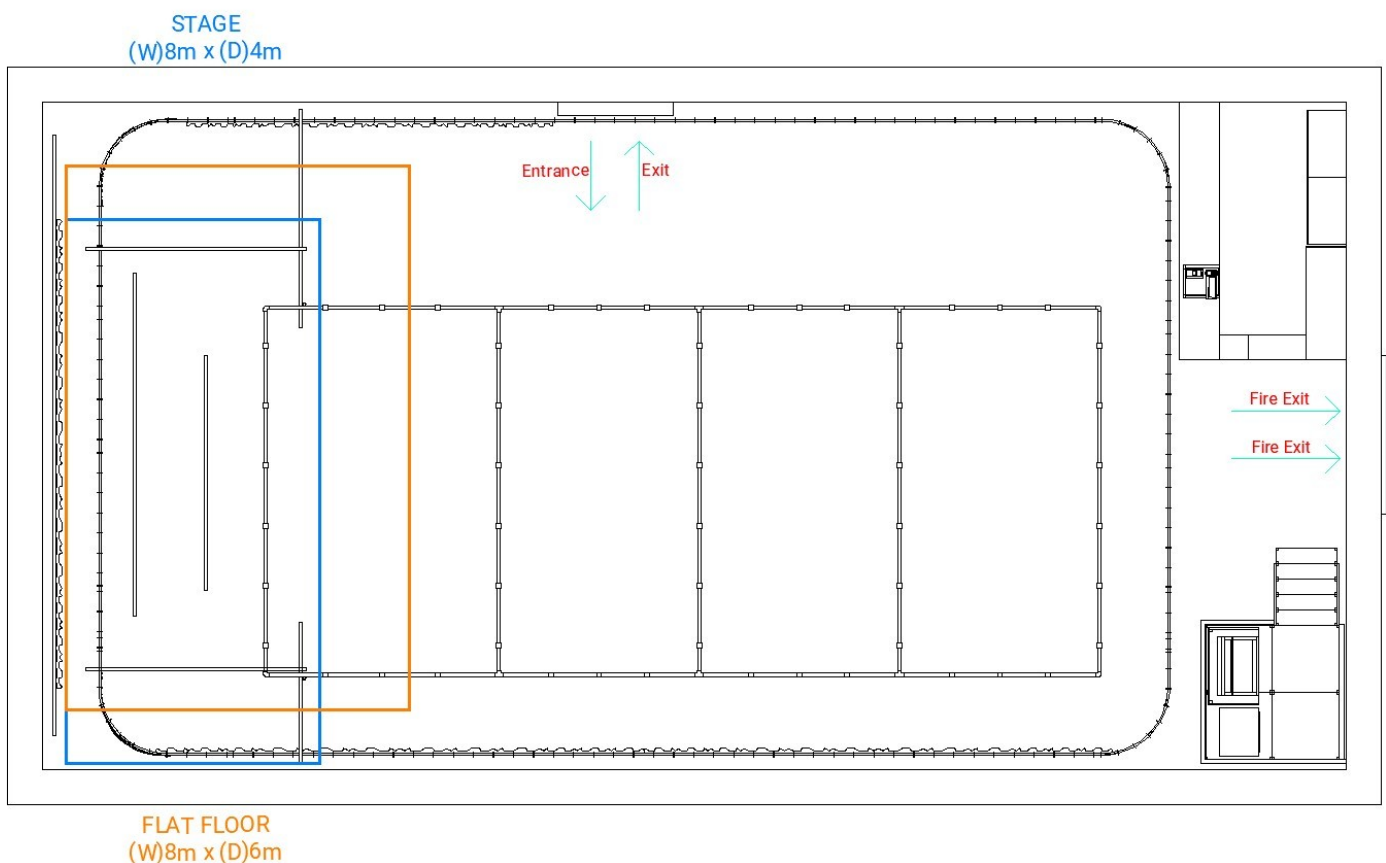 STAGE
(W)8m x (D)4m
Entrance
Exit
Fire Exit
Fire Exit
FLAT FLOOR
(W)8m x (D)6m